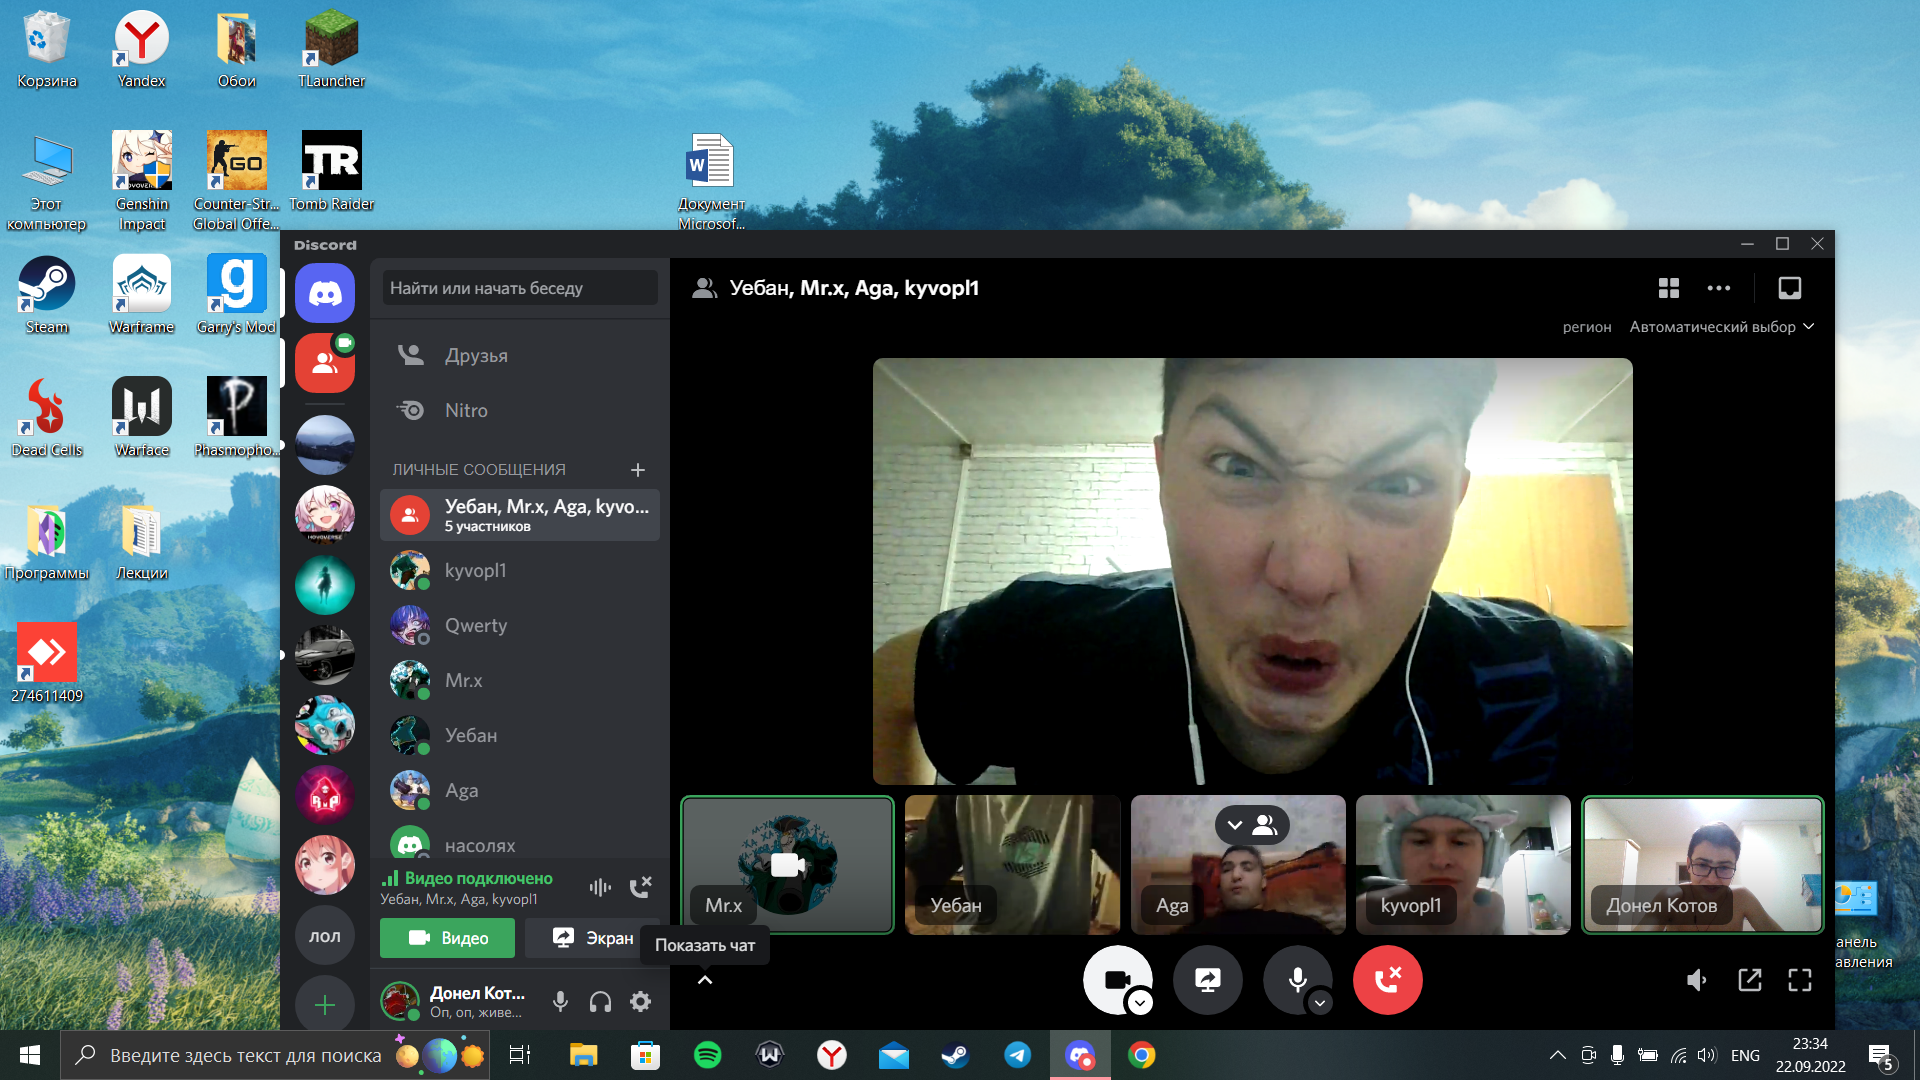 Корзина
Yandex
Обои
TLauncher
Этот
компьютер
Genshin
Impact
GO
Counter-Str...
Global Offe...
TR
Tomb Raider
W
Документ
Microsof...
Steam
Warframe
g
Garry's Mod
Dead Cells
Warface
Phasmopho...
Программы
Лекции
274611409
Discord
Найти или начать беседу
Друзья
Nitro
ЛИЧНЫЕ СООБЩЕНИЯ
Уебан, Mr.x, Aga, kyvo...
5 участников
kyvopl1
Qwerty
Mr.x
Уебан
Aga
насолях
лол
Видео подключено
Уебан, Mr.x, Aga, kyvopl1
Видео
Экран
Показать чат
Донел Кот...
Оп, оп, живе...
Уебан, Mr.x, Aga, kyvopl1
регион
Автоматический выбор
Mr.x
Уебан
Aga
kyvopl1
Донел Котов
анель
авления
Введите здесь текст для поиска
ENG
23:34
22.09.2022
5